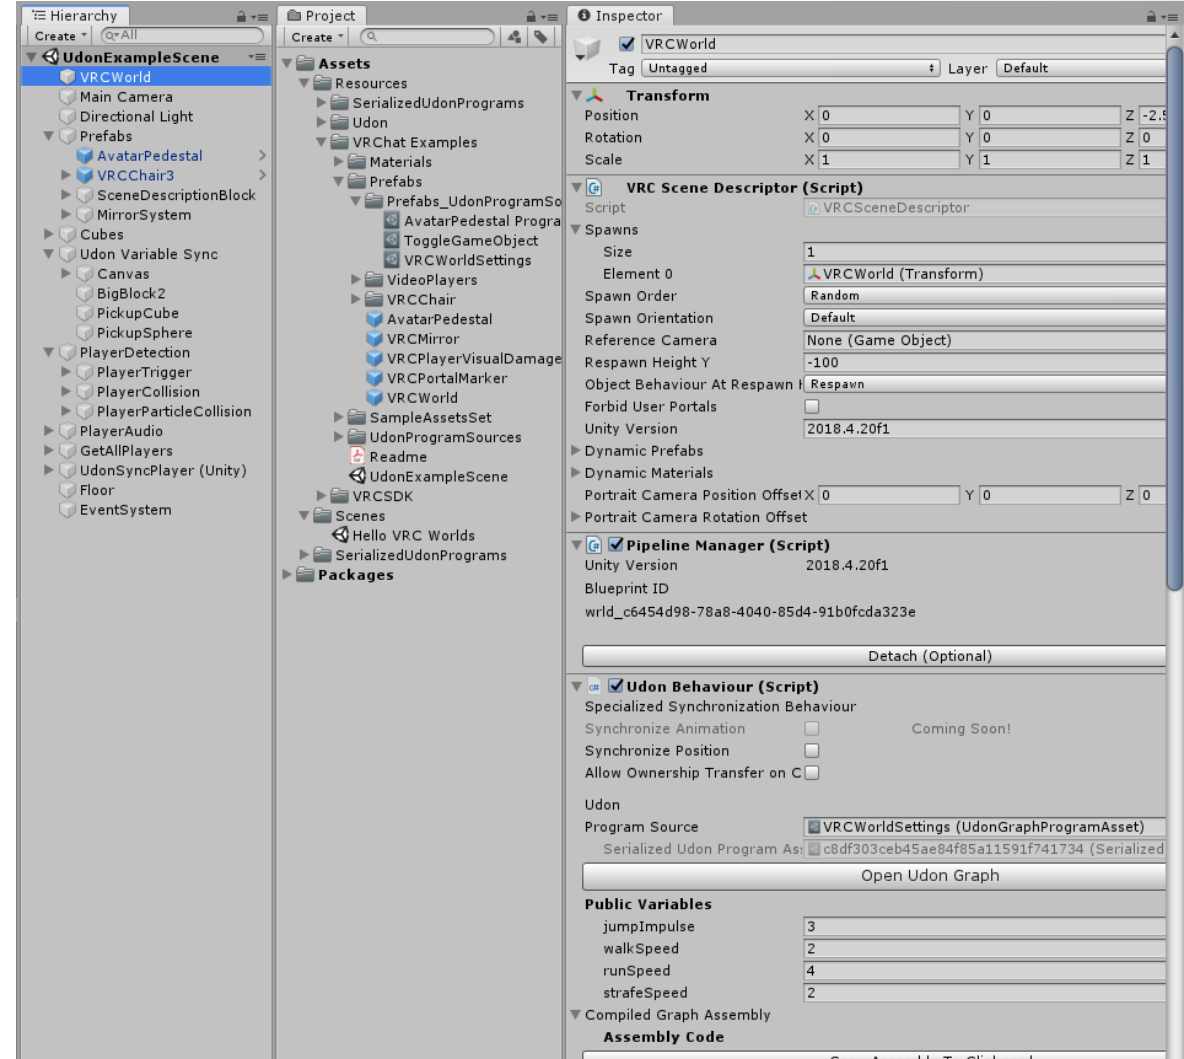 Hierarchy
Create
All
UdonExampleScene
VRCWorld
Main Camera
Directional Light
Prefabs
AvatarPedestal
VRCChair3
SceneDescriptionBlock
MirrorSystem
Cubes
Udon Variable Sync
Canvas
BigBlock2
PickupCube
PickupSphere
PlayerDetection
PlayerTrigger
PlayerCollision
PlayerParticleCollision
PlayerAudio
GetAllPlayers
UdonSyncPlayer (Unity)
Floor
EventSystem
Project
Create
Assets
Resources
SerializedUdonPrograms
Udon
VRChat Examples
Materials
Prefabs
Prefabs_UdonProgramSo
AvatarPedestal Progra
ToggleGameObject
VRCWorldSettings
VideoPlayers
VRCChair
AvatarPedestal
VRCMirror
VRCPlayerVisualDamage
VRCPortalMarker
VRCWorld
SampleAssetsSet
UdonProgramSources
Readme
UdonExampleScene
VRCSDK
Scenes
Hello VRC Worlds
SerializedUdonPrograms
Packages
Inspector
VRCWorld
Tag Untagged Layer Default
Transform
Position X 0 Y 0 Z -2.5
Rotation X 0 Y 0 Z 0
Scale X 1 Y 1 Z 1
VRC Scene Descriptor (Script)
Script VRCSceneDescriptor
Spawns
Size 1
Element 0 VRCWorld (Transform)
Spawn Order Random
Spawn Orientation Default
Reference Camera None (Game Object)
Respawn Height Y -100
Object Behaviour At Respawn H Respawn
Forbid User Portals
Unity Version 2018.4.20f1
Dynamic Prefabs
Dynamic Materials
Portrait Camera Position Offset X 0 Y 0 Z 0
Portrait Camera Rotation Offset
Pipeline Manager (Script)
Unity Version 2018.4.20f1
Blueprint ID
wrld_c6454d98-78a8-4040-85d4-91b0fcda323e
Detach (Optional)
Udon Behaviour (Script)
Specialized Synchronization Behaviour
Synchronize Animation Coming Soon!
Synchronize Position
Allow Ownership Transfer on C
Udon
Program Source VRCWorldSettings (UdonGraphProgramAsset)
Serialized Udon Program As c8df303ceb45ae84f85a11591f741734 (Serialized
Open Udon Graph
Public Variables
jumpImpulse 3
walkSpeed 2
runSpeed 4
strafeSpeed 2
Compiled Graph Assembly
Assembly Code